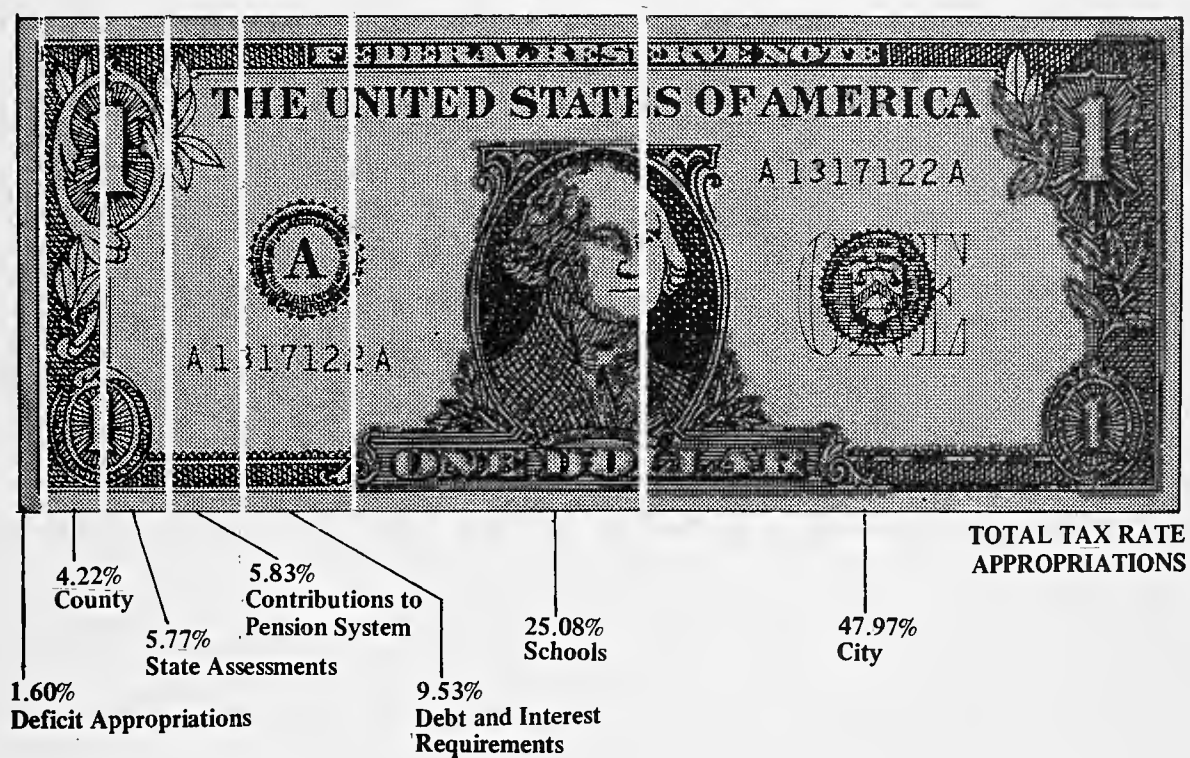 FEDERAL RESERVE NOTE
THE UNITED STATES OF AMERICA
1
1
A 1317122 A
A
ONE
A1317122A
1
1
ONE DOLLAR
TOTAL TAX RATE
APPROPRIATIONS
4.22%
County
5.83%
Contributions to
Pension System
5.77%
State Assessments
25.08%
Schools
47.97%
City
1.60%
Deficit Appropriations
9.53%
Debt and Interest
Requirements